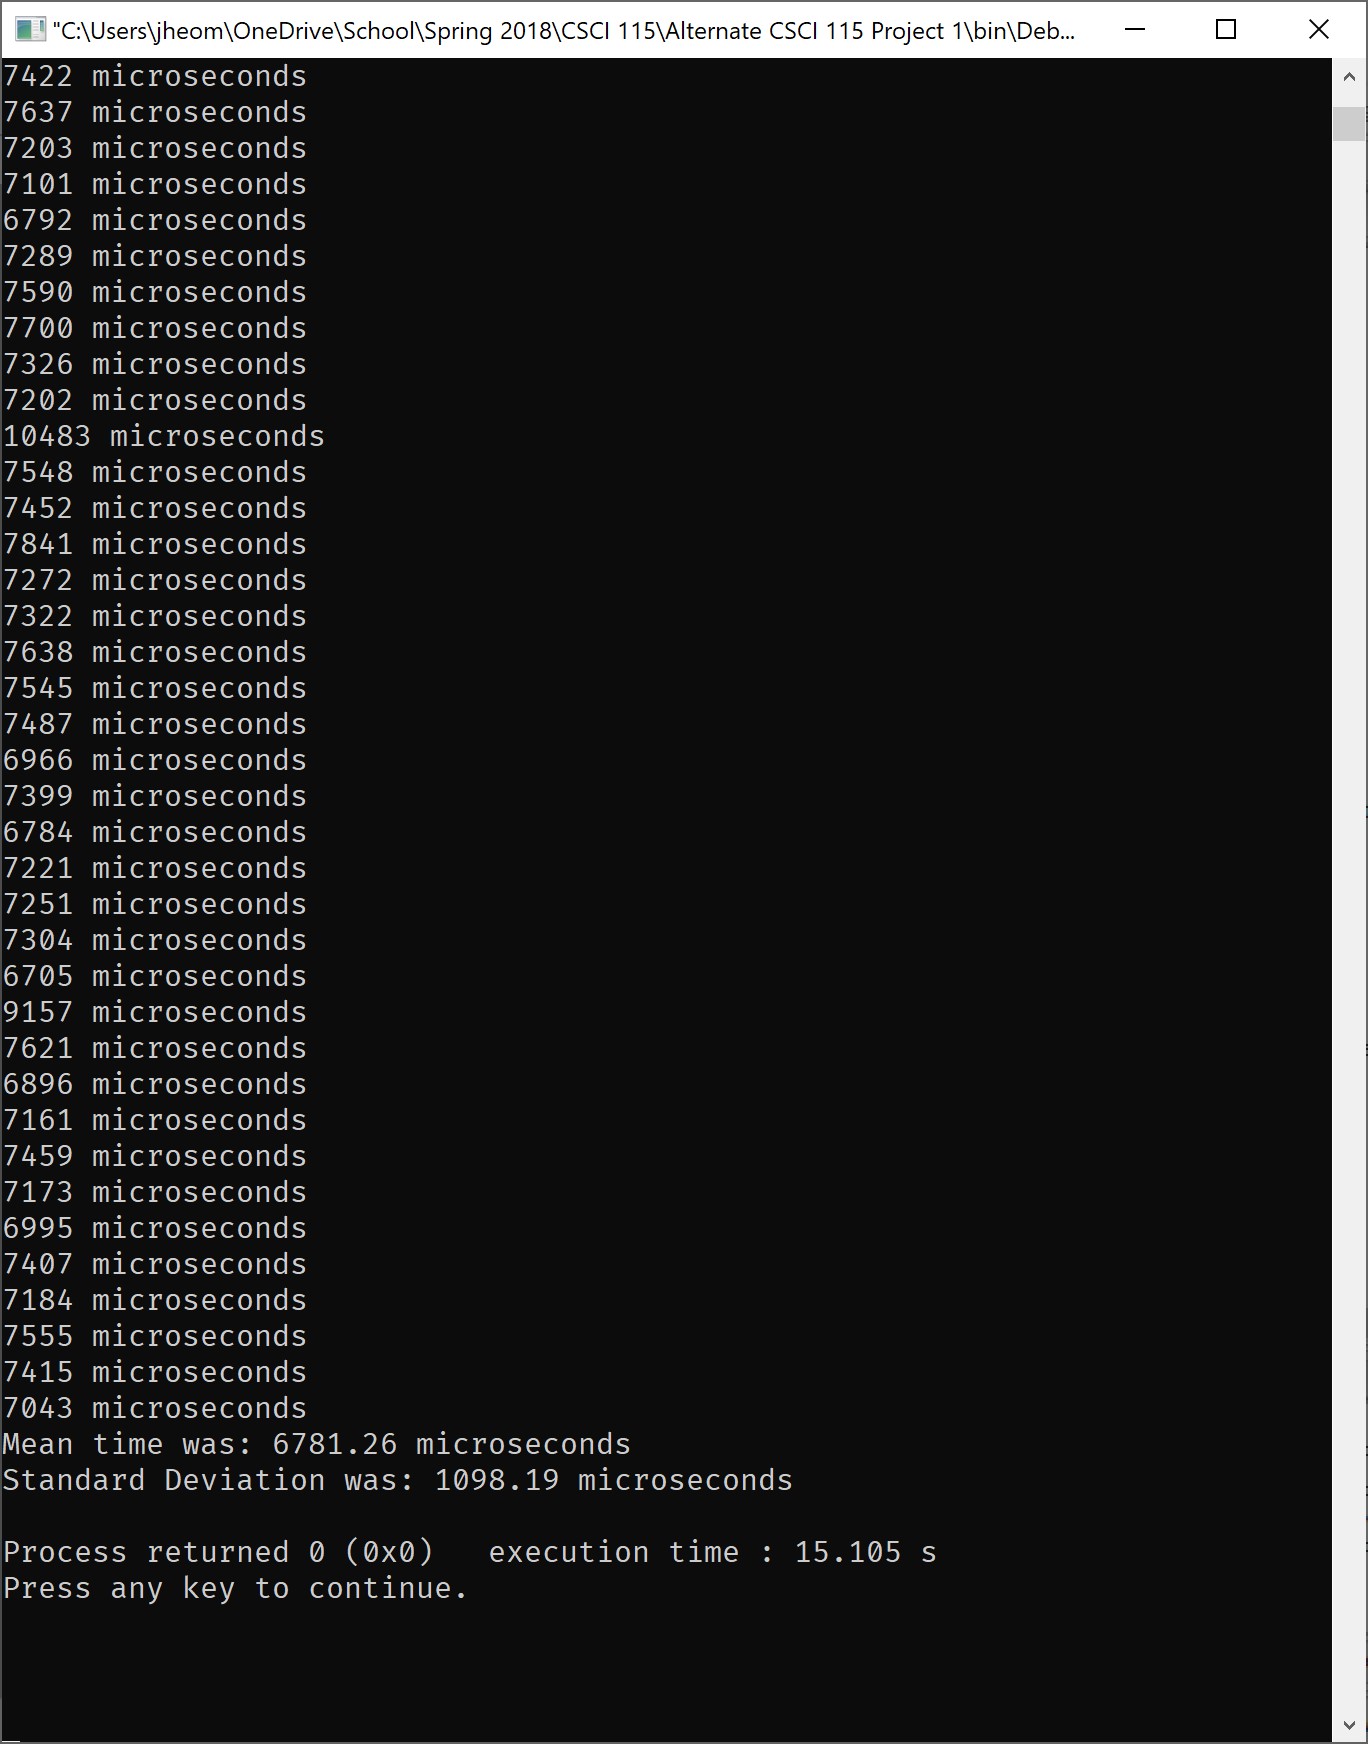 "C:\Users\jheom\OneDrive\School\Spring 2018\CSCI 115\Alternate CSCI 115 Project 1\bin\Deb...
7422 microseconds
7637 microseconds
7203 microseconds
7101 microseconds
6792 microseconds
7289 microseconds
7590 microseconds
7700 microseconds
7326 microseconds
7202 microseconds
10483 microseconds
7548 microseconds
7452 microseconds
7841 microseconds
7272 microseconds
7322 microseconds
7638 microseconds
7545 microseconds
7487 microseconds
6966 microseconds
7399 microseconds
6784 microseconds
7221 microseconds
7251 microseconds
7304 microseconds
6705 microseconds
9157 microseconds
7621 microseconds
6896 microseconds
7161 microseconds
7459 microseconds
7173 microseconds
6995 microseconds
7407 microseconds
7184 microseconds
7555 microseconds
7415 microseconds
7043 microseconds
Mean time was: 6781.26 microseconds
Standard Deviation was: 1098.19 microseconds
Process returned 0 (0x0)   execution time : 15.105 s
Press any key to continue.